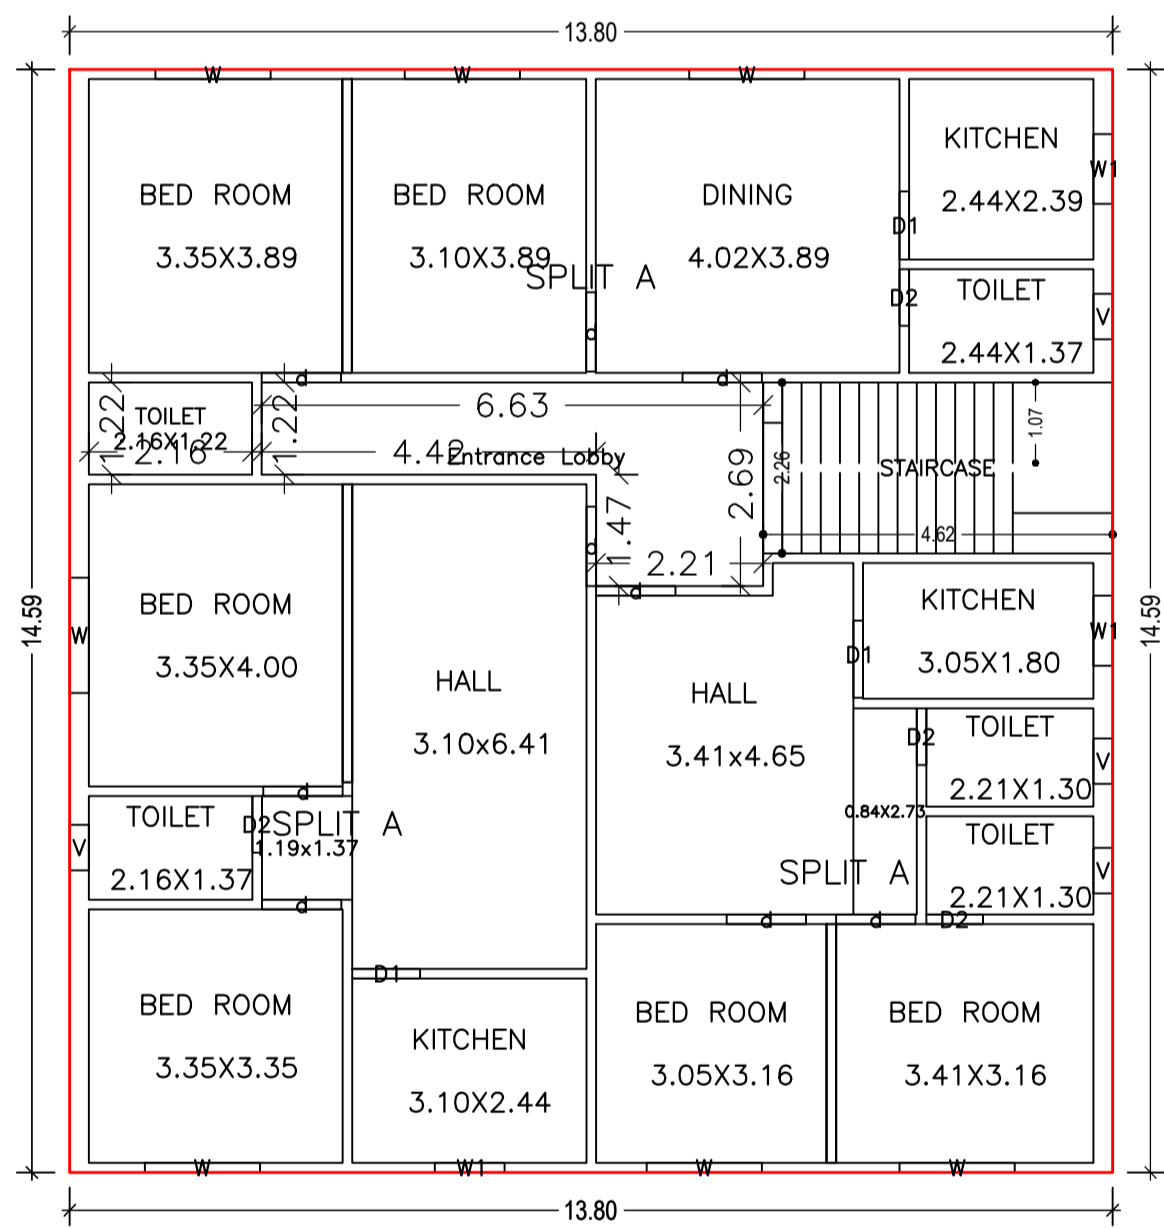 13.80
W
W
W
BED ROOM
3.35X3.89
BED ROOM
3.10X3.89
SPLIT A
DINING
4.02X3.89
KITCHEN
2.44X2.39
W1
D1
D2
TOILET
2.44X1.37
V
d
d
d
1.22
TOILET
2.16X1.22
2.16
1.22
6.63
4.42
Entrance Lobby
2.69
2.26
STAIRCASE
1.07
4.62
1.47
2.21
d
d
14.59
14.59
W
BED ROOM
3.35X4.00
HALL
3.10x6.41
HALL
3.41x4.65
D1
KITCHEN
3.05X1.80
W1
D2
TOILET
2.21X1.30
V
0.84X2.73
TOILET
2.21X1.30
V
SPLIT A
d
d
D2
d
V
TOILET
2.16X1.37
D2
SPLIT A
1.19x1.37
d
D1
BED ROOM
3.35X3.35
KITCHEN
3.10X2.44
BED ROOM
3.05X3.16
BED ROOM
3.41X3.16
W
W1
W
W
13.80